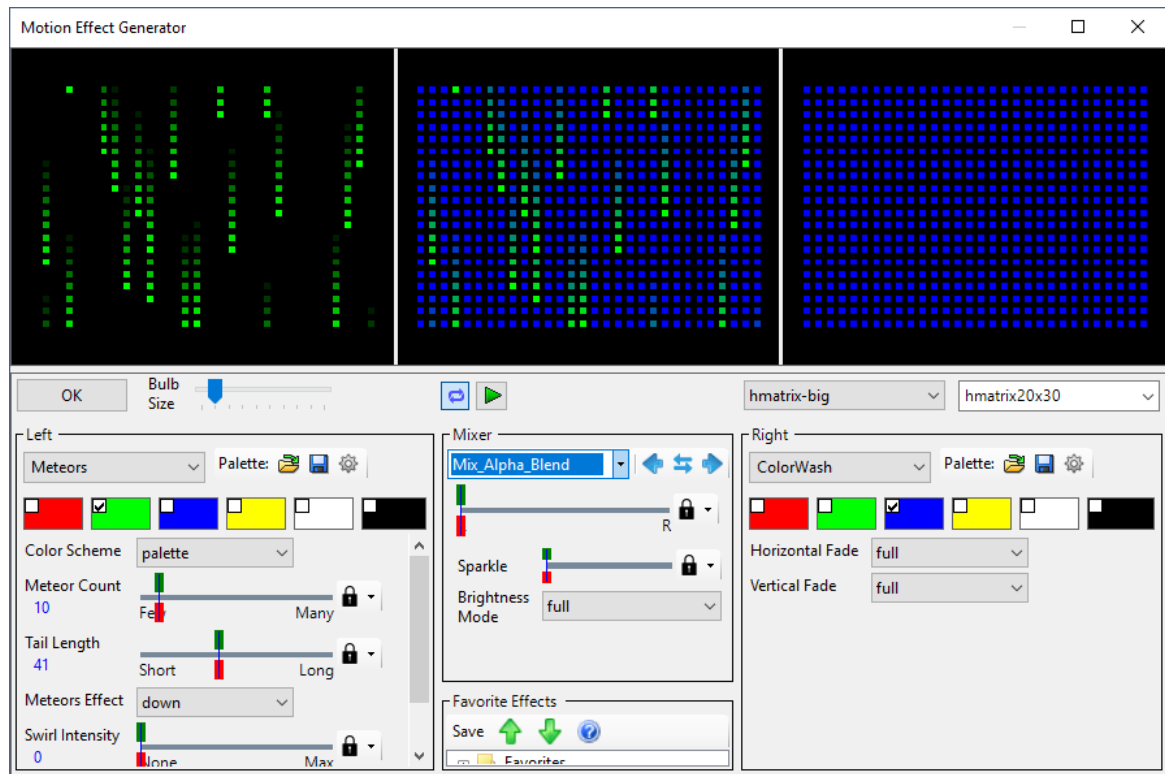 Motion Effect Generator
OK
Bulb
Size
hmatrix-big
hmatrix20x30
Left
Meteors
Palette:
Color Scheme
palette
Meteor Count
10
Few
Many
Tail Length
41
Short
Long
Meteors Effect
down
Swirl Intensity
0
None
Max
Mixer
Mix_Alpha_Blend
R
Sparkle
Brightness
Mode
full
Favorite Effects
Save
Favorites
Right
ColorWash
Palette:
Horizontal Fade
full
Vertical Fade
full